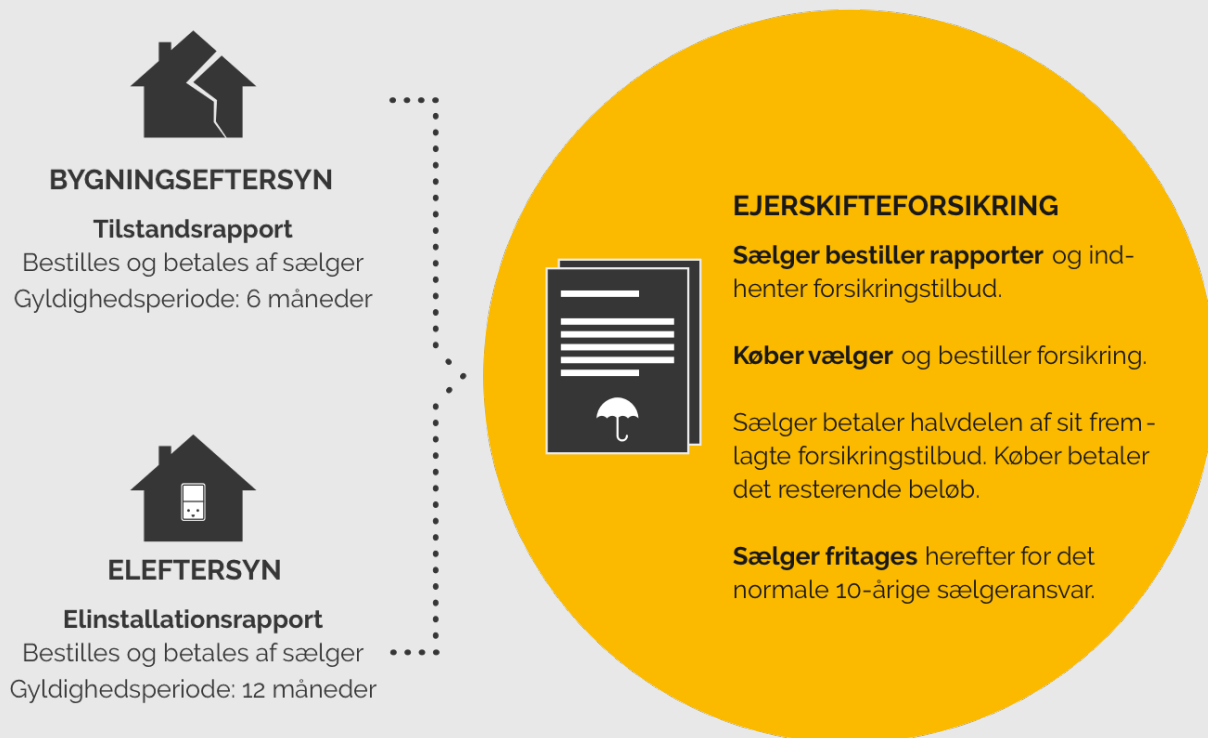 BYGNINGSEFTERSYN
Tilstandsrapport
Bestilles og betales af sælger
Gyldighedsperiode: 6 måneder
ELEFTERSYN
Elinstallationsrapport
Bestilles og betales af sælger
Gyldighedsperiode: 12 måneder
EJERSKIFTEFORSIKRING
Sælger bestiller rapporter og ind-
henter forsikringstilbud.
Køber vælger og bestiller forsikring.
Sælger betaler halvdelen af sit frem-
lagte forsikringstilbud. Køber betaler
det resterende beløb.
Sælger fritages herefter for det
normale 10-årige sælgeransvar.